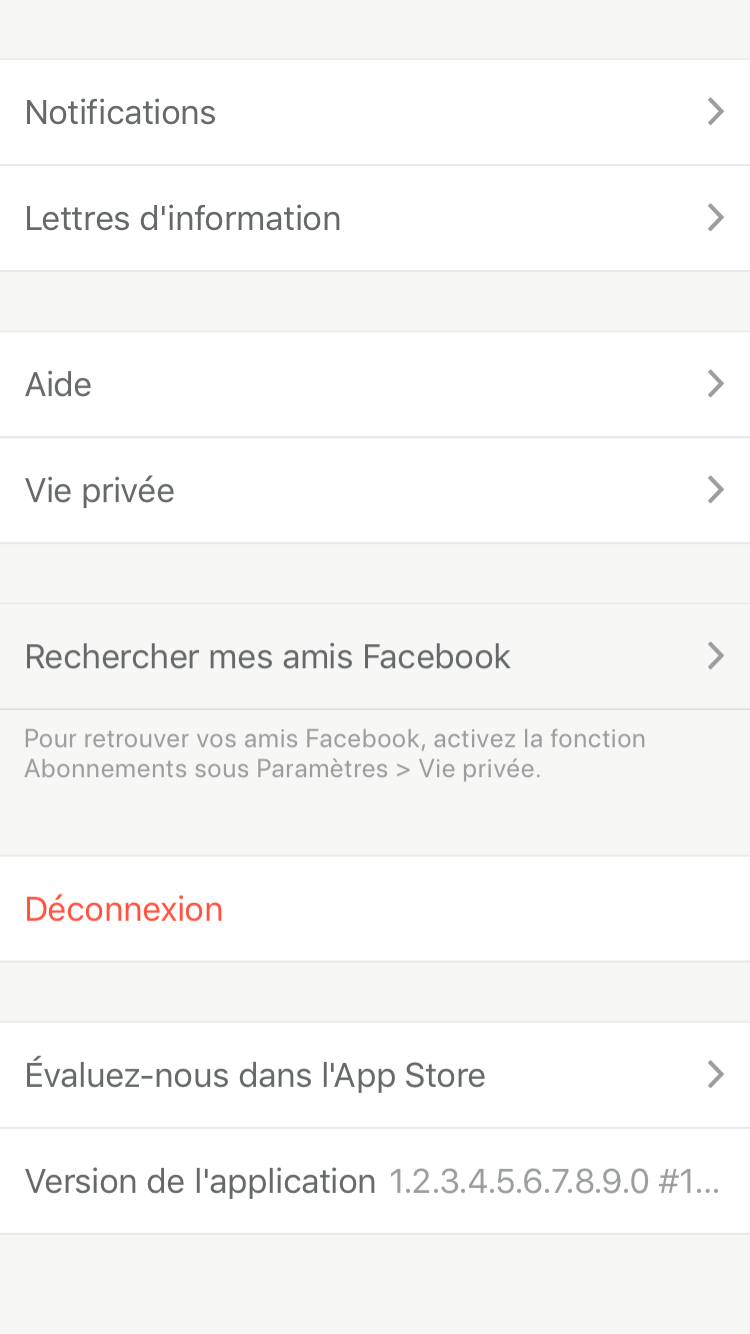 Notifications
Lettres d'information
Aide
Vie privée
Rechercher mes amis Facebook
Pour retrouver vos amis Facebook, activez la fonction
Abonnements sous Paramètres > Vie privée.
Déconnexion
Évaluez-nous dans l'App Store
Version de l'application 1.2.3.4.5.6.7.8.9.0 #1...